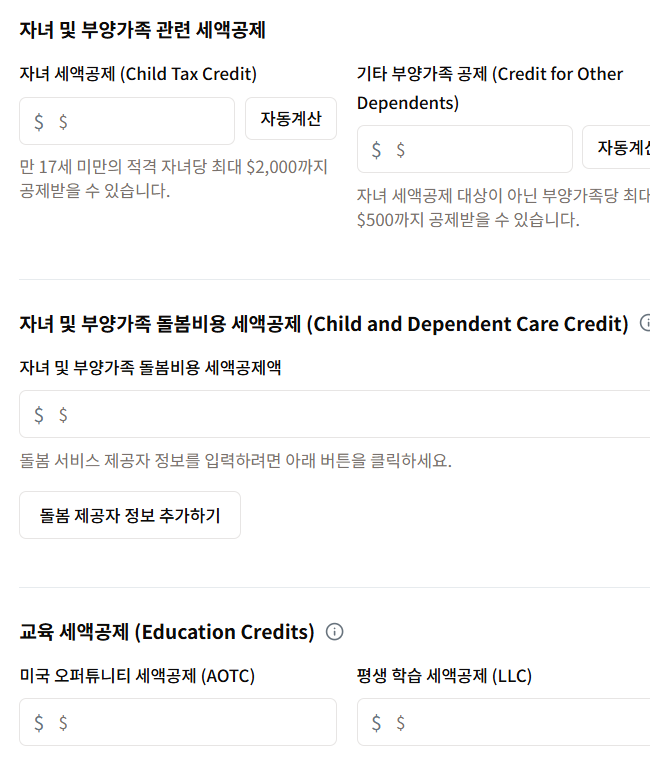 자녀 및 부양가족 관련 세액공제
자녀 세액공제 (Child Tax Credit)
$ $
자동계산
만 17세 미만의 적격 자녀당 최대 $2,000까지
공제받을 수 있습니다.
기타 부양가족 공제 (Credit for Other
Dependents)
$ $
자동계산
자녀 세액공제 대상이 아닌 부양가족당 최대
$500까지 공제받을 수 있습니다.
자녀 및 부양가족 돌봄비용 세액공제 (Child and Dependent Care Credit)
자녀 및 부양가족 돌봄비용 세액공제액
$ $
돌봄 서비스 제공자 정보를 입력하려면 아래 버튼을 클릭하세요.
돌봄 제공자 정보 추가하기
교육 세액공제 (Education Credits)
미국 오퍼튜니티 세액공제 (AOTC)
$ $
평생 학습 세액공제 (LLC)
$ $